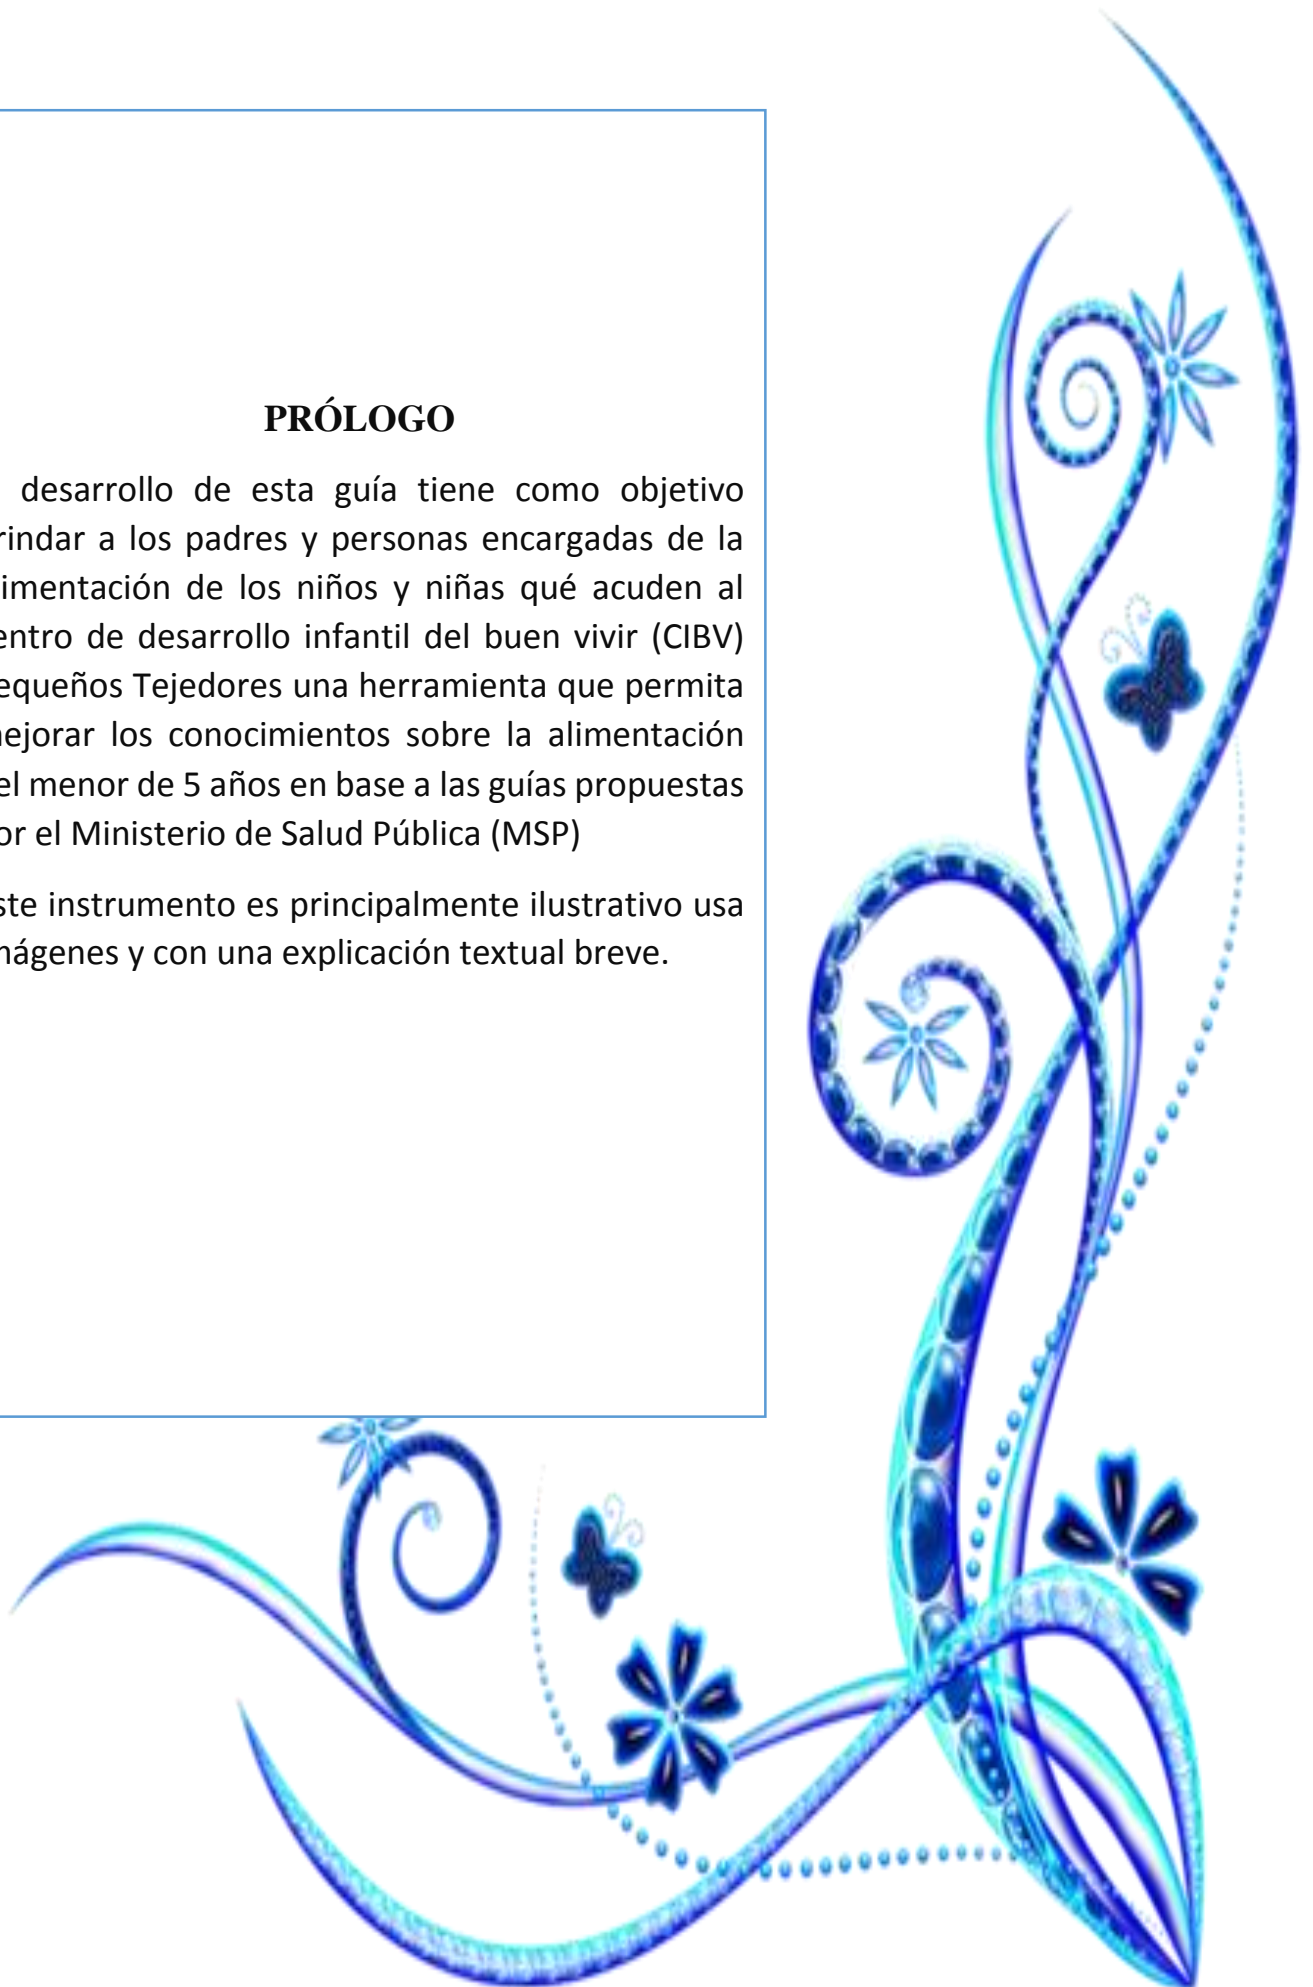 PRÓLOGO
desarrollo de esta guía tiene como objetivo
rindar a los padres y personas encargadas de la
limentación de los niños y niñas qué acuden al
entro de desarrollo infantil del buen vivir (CIBV)
equeños Tejedores una herramienta que permita
mejorar los conocimientos sobre la alimentación
el menor de 5 años en base a las guías propuestas
or el Ministerio de Salud Pública (MSP)
ste instrumento es principalmente ilustrativo usa
mágenes y con una explicación textual breve.